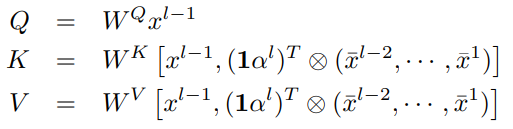 Q = W^Q x^{l−1}
K = W^K [x^{l−1}, (𝟏α^l)^T ⊗ (x̄^{l−2}, ⋯ , x̄^1)]
V = W^V [x^{l−1}, (𝟏α^l)^T ⊗ (x̄^{l−2}, ⋯ , x̄^1)]